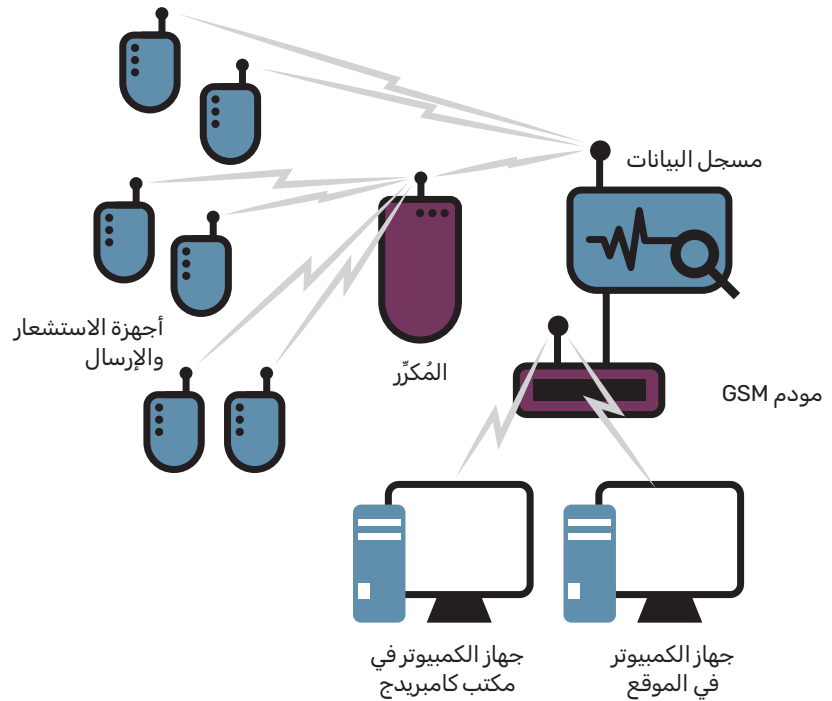 مسجل البيانات
أجهزة الاستشعار
والإرسال
المُكرِّر
مودم GSM
جهاز الكمبيوتر في
مكتب كامبريدج
جهاز الكمبيوتر
في الموقع